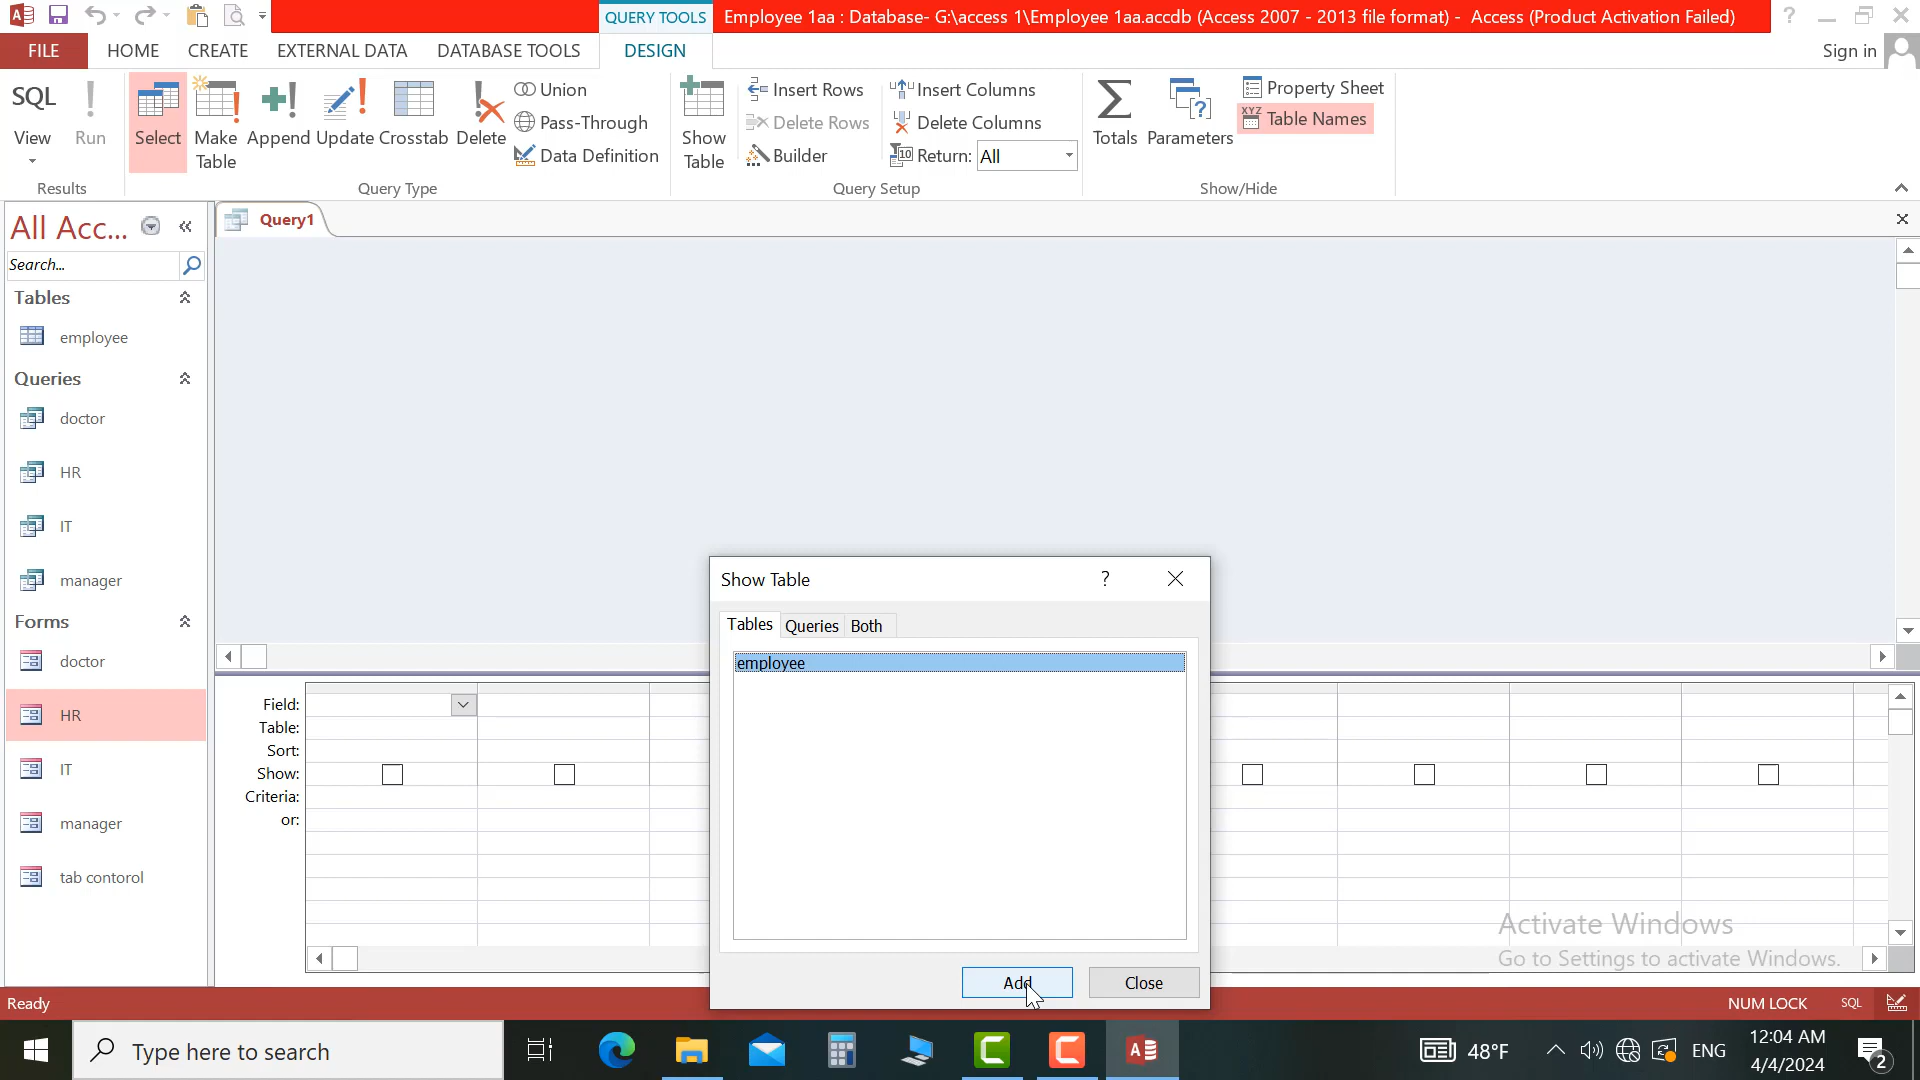 QUERY TOOLS
Employee 1aa : Database- G:\access 1\Employee 1aa.accdb (Access 2007 - 2013 file format) - Access (Product Activation Failed)
?
FILE HOME CREATE EXTERNAL DATA DATABASE TOOLS DESIGN Sign in
SQL
View
Run
Results
Select
Make
Table
Append
Update
Crosstab
Delete
Union
Pass-Through
Data Definition
Query Type
Show
Table
Insert Rows
Delete Rows
Builder
Insert Columns
Delete Columns
Return: All
Query Setup
Totals
Parameters
Property Sheet
Table Names
Show/Hide
All Acc...
Search...
Tables
employee
Queries
doctor
HR
IT
manager
Forms
doctor
HR
IT
manager
tab contorol
Query1
Field:
Table:
Sort:
Show:
Criteria:
or:
Show Table
?
Tables Queries Both
employee
Add
Close
Activate Windows
Go to Settings to activate Windows.
Ready
NUM LOCK
SQL
Type here to search
48°F
ENG
12:04 AM
4/4/2024
2